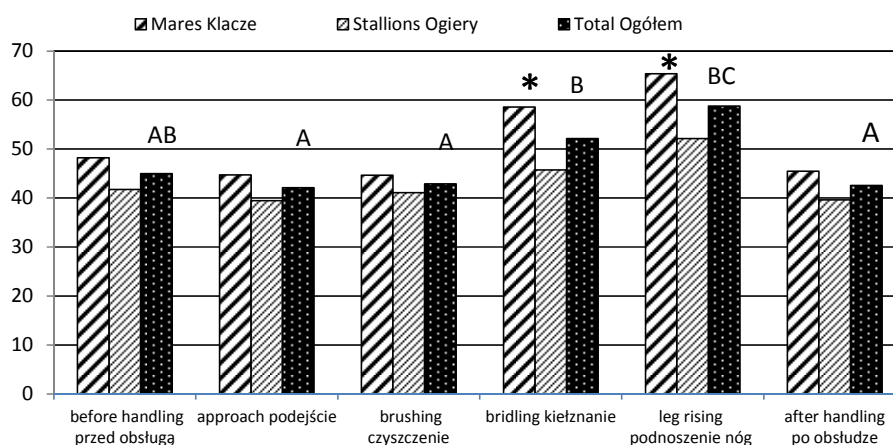 Mares Klacze Stallions Ogiery Total Ogółem
70
60
50
40
30
20
10
0
* *
B BC
AB A A A
before handling przed obsługą
approach podejście
brushing czyszczenie
bridling kiełznanie
leg rising podnoszenie nóg
after handling po obsłudze